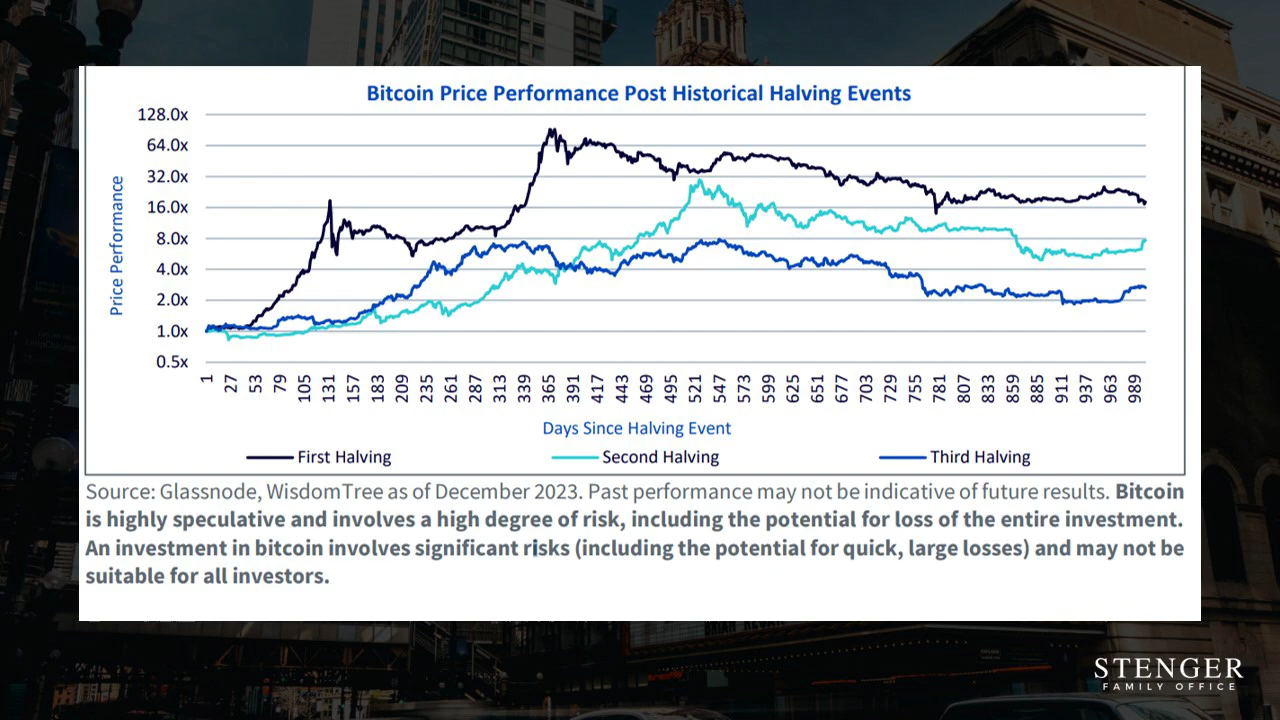 Bitcoin Price Performance Post Historical Halving Events
128.0x
64.0x
32.0x
16.0x
8.0x
4.0x
2.0x
1.0x
0.5x
Price Performance
1 27 53 79 105 131 157 183 209 235 261 287 313 339 365 391 417 443 469 495 521 547 573 599 625 651 677 703 729 755 781 807 833 859 885 911 937 963 989
Days Since Halving Event
First Halving Second Halving Third Halving
Source: Glassnode, WisdomTree as of December 2023. Past performance may not be indicative of future results. Bitcoin
is highly speculative and involves a high degree of risk, including the potential for loss of the entire investment.
An investment in bitcoin involves significant risks (including the potential for quick, large losses) and may not be
suitable for all investors.
STENGER
FAMILY OFFICE